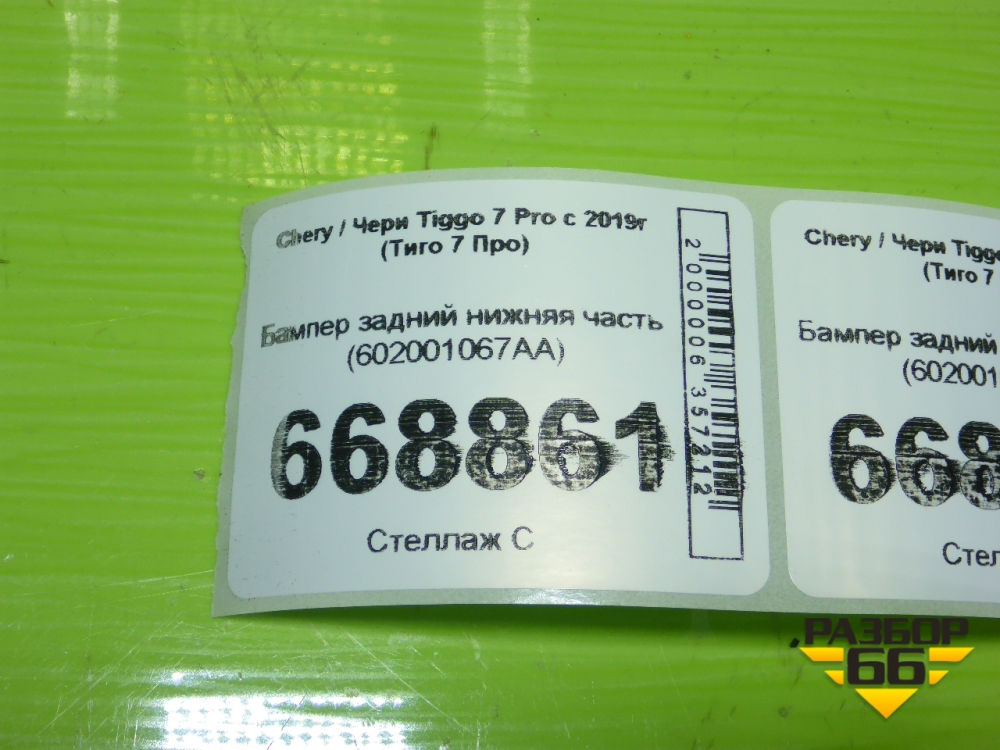 Chery / Чери Tiggo 7 Pro с 2019г
(Тиго 7 Про)
Бампер задний нижняя часть
(602001067AA)
668861
Стеллаж С
2000006357212
Chery / Чери Tiggo
(Тиго 7
Бампер задний
(602001
668
Стел
РАЗБОР
66